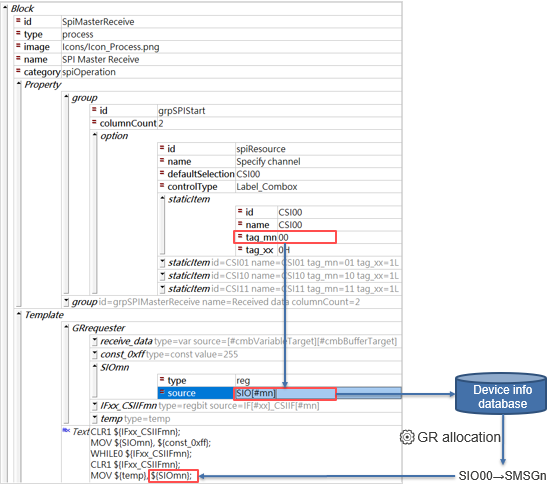 Block
id SpiMasterReceive
type process
image Icons/Icon_Process.png
name SPI Master Receive
category spiOperation
Property
group
id grpSPIStart
columnCount 2
option
id spiResource
name Specify channel
defaultSelection CSI00
controlType Label_Combox
staticItem
id CSI00
name CSI00
tag_mn 00
tag_xx 0H
staticItem id=CSI01 name=CSI01 tag_mn=01 tag_xx=1L
staticItem id=CSI10 name=CSI10 tag_mn=10 tag_xx=1L
staticItem id=CSI11 name=CSI11 tag_mn=11 tag_xx=1L
group id=grpSPIMasterReceive name=Received data columnCount=2
Template
GRrequester
receive_data type=var source=[#cmbVariableTarget][#cmbBufferTarget]
const_0xff type=const value=255
SIOmn
type reg
source SIO[#mn]
IFxx_CSIIFmn type=regbit source=IF[#xx]_CSIIF[#mn]
temp type=temp
Text CLR1 $(IFxx_CSIIFmn);
MOV $(SIOmn), $(const_0xff);
WHILE0 $(IFxx_CSIIFmn);
CLR1 $(IFxx_CSIIFmn);
MOV $(temp), $(SIOmn);
Device info
database
GR allocation
SIO00→SMSGn